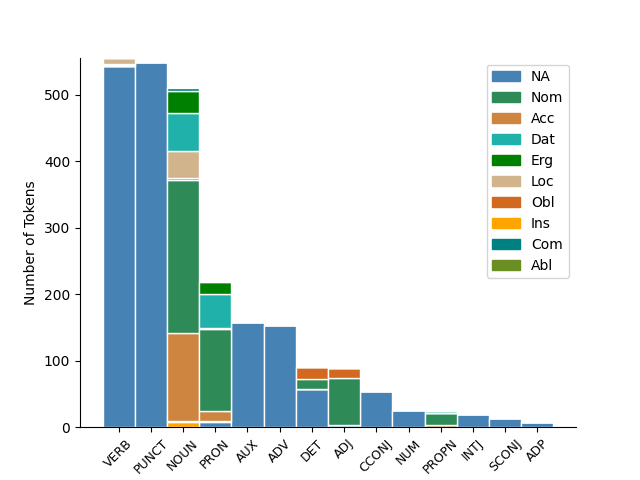 NA
Nom
Acc
Dat
Erg
Loc
Obl
Ins
Com
Abl
Number of Tokens
500
400
300
200
100
0
VERB
PUNCT
NOUN
PRON
AUX
ADV
DET
ADJ
CCONJ
NUM
PROPN
INTJ
SCONJ
ADP